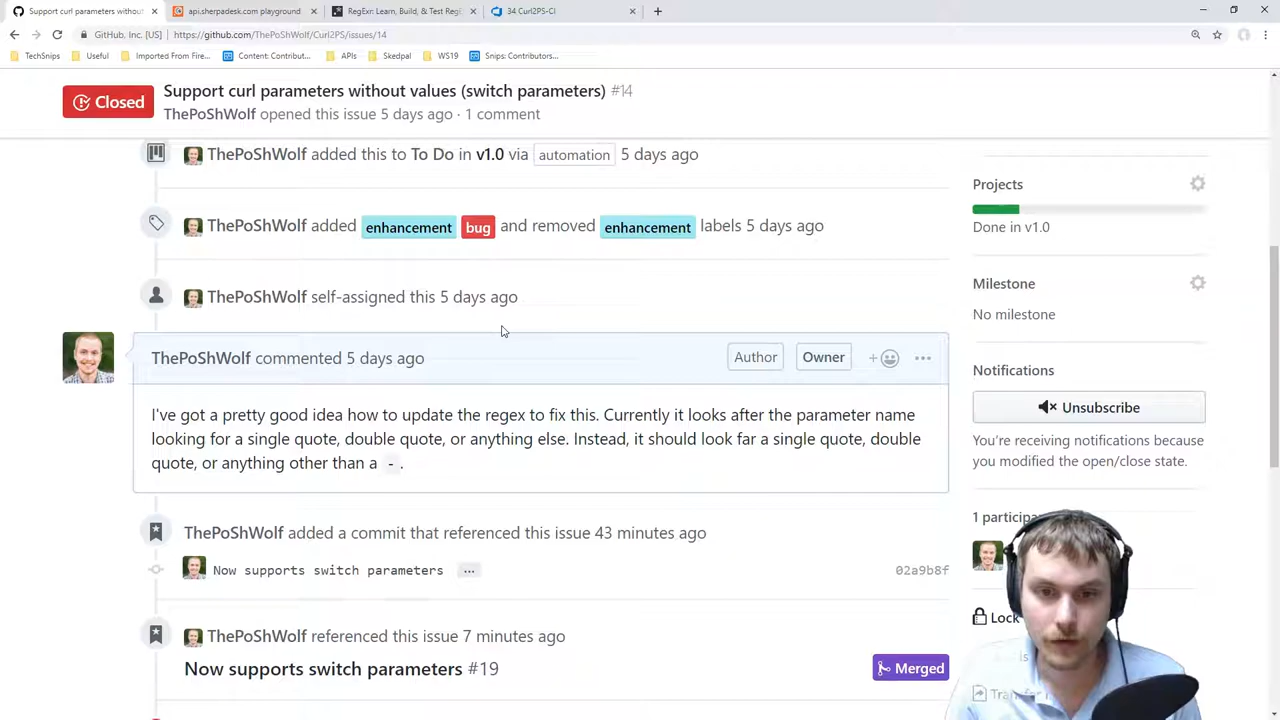 Support curl parameters withou
api.sherpadesk.com playground
RegExr: Learn, Build, & Test RegE
34 Curl2PS-CI
GitHub, Inc. [US]
https://github.com/ThePoShWolf/Curl2PS/issues/14
TechSnips
Useful
Imported From Fire...
Content: Contribut...
APIs
Skedpal
WS19
Snips: Contributors...
Closed
Support curl parameters without values (switch parameters) #14
ThePoShWolf opened this issue 5 days ago · 1 comment
ThePoShWolf added this to To Do in v1.0 via automation 5 days ago
ThePoShWolf added enhancement bug and removed enhancement labels 5 days ago
ThePoShWolf self-assigned this 5 days ago
ThePoShWolf commented 5 days ago
Author
Owner
I've got a pretty good idea how to update the regex to fix this. Currently it looks after the parameter name
looking for a single quote, double quote, or anything else. Instead, it should look far a single quote, double
quote, or anything other than a - .
ThePoShWolf added a commit that referenced this issue 43 minutes ago
Now supports switch parameters ...
02a9b8f
ThePoShWolf referenced this issue 7 minutes ago
Now supports switch parameters #19
Merged
Projects
Done in v1.0
Milestone
No milestone
Notifications
Unsubscribe
You're receiving notifications because
you modified the open/close state.
1 participa
Lock
Transfer